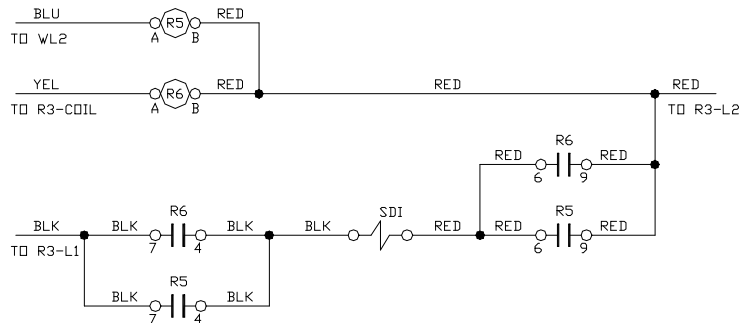 BLU R5 RED
TO WL2 A B
YEL R6 RED RED RED
TO R3-COIL A B TO R3-L2
R6
RED RED
6 9
R6 SDI R5
BLK BLK BLK BLK RED RED RED
TO R3-L1 7 4 6 9
R5
BLK BLK
7 4